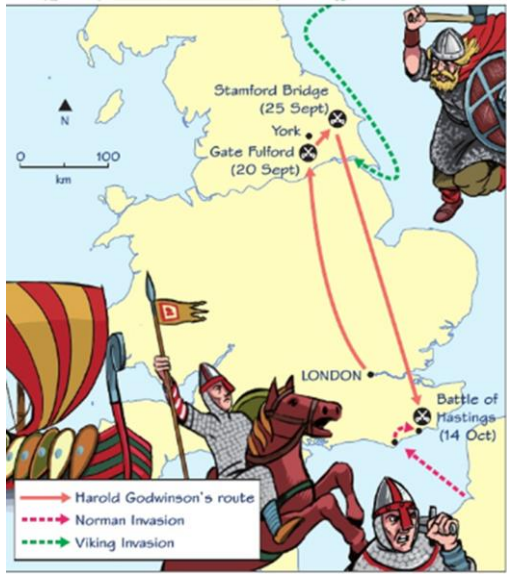 Stamford Bridge
(25 Sept)
York
Gate Fulford
(20 Sept)
N
0 100
km
LONDON
Battle of
Hastings
(14 Oct)
Harold Godwinson's route
Norman Invasion
Viking Invasion